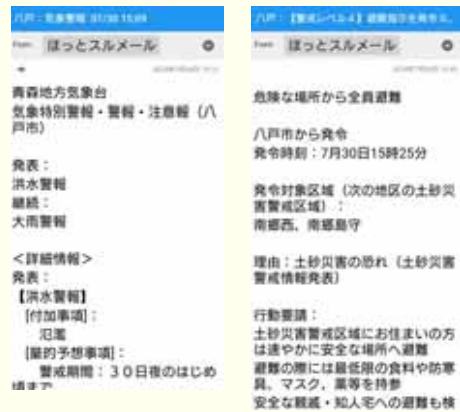 八戸：気象警報 07/30 15:09
From
ほっとスルメール
青森地方気象台
気象特別警報・警報・注意報（八
戸市）
発表：
洪水警報
継続：
大雨警報
＜詳細情報＞
発表：
【洪水警報】
[付加事項]：
氾濫
[量的予想事項]：
警戒期間：３０日夜のはじめ
頃まで
八戸：【警戒レベル4】避難指示を発令
From
ほっとスルメール
危険な場所から全員避難
八戸市から発令
発令時刻：7月30日15時25分
発令対象区域（次の地区の土砂災
害警戒区域）：
南郷西、南郷島守
理由：土砂災害の恐れ（土砂災害
警戒情報発表）
行動要請：
土砂災害警戒区域にお住まいの方
は速やかに安全な場所へ避難
避難の際には最低限の食料や防寒
具、マスク、薬等を持参
安全な親戚・知人宅への避難も検